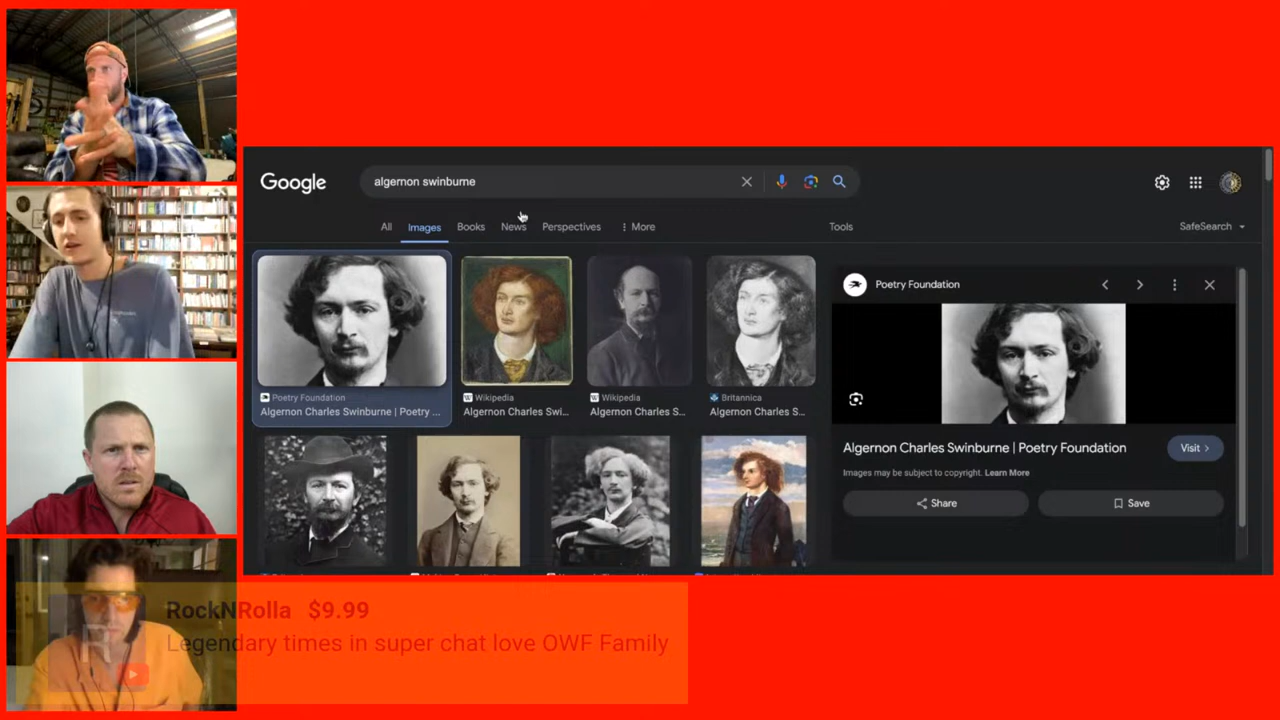 Google
algernon swinburne
All Images Books News Perspectives More Tools SafeSearch
Poetry Foundation
Algernon Charles Swinburne | Poetry ...
Wikipedia
Algernon Charles Swi...
Wikipedia
Algernon Charles S...
Britannica
Algernon Charles S...
Poetry Foundation
Algernon Charles Swinburne | Poetry Foundation
Visit
Images may be subject to copyright. Learn More
Share
Save
RockNRolla $9.99
Legendary times in super chat love OWF Family